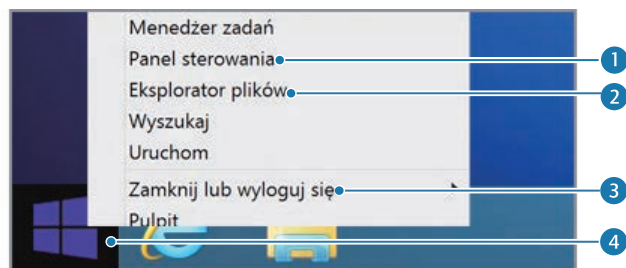 Menedżer zadań
Panel sterowania 1
Eksplorator plików 2
Wyszukaj
Uruchom
Zamknij lub wyloguj się 3
Pulpit
4